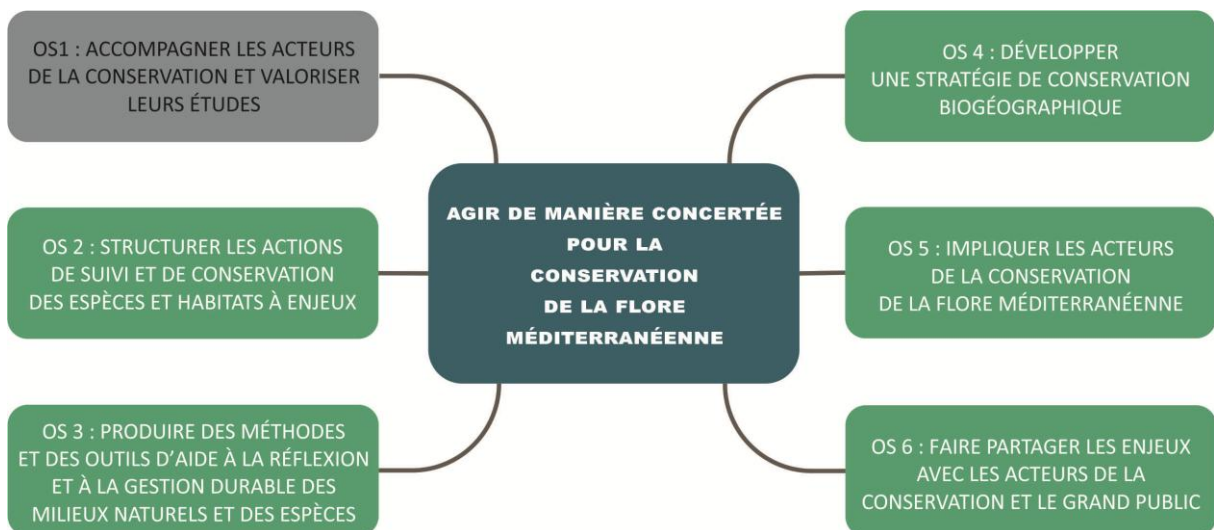 OS1 : ACCOMPAGNER LES ACTEURS
DE LA CONSERVATION ET VALORISER
LEURS ÉTUDES
OS 2 : STRUCTURER LES ACTIONS
DE SUIVI ET DE CONSERVATION
DES ESPÈCES ET HABITATS À ENJEUX
OS 3 : PRODUIRE DES MÉTHODES
ET DES OUTILS D’AIDE À LA RÉFLEXION
ET À LA GESTION DURABLE DES
MILIEUX NATURELS ET DES ESPÈCES
AGIR DE MANIÈRE CONCERTÉE
POUR LA
CONSERVATION
DE LA FLORE
MÉDITERRANÉENNE
OS 4 : DÉVELOPPER
UNE STRATÉGIE DE CONSERVATION
BIOGÉOGRAPHIQUE
OS 5 : IMPLIQUER LES ACTEURS
DE LA CONSERVATION
DE LA FLORE MÉDITERRANÉENNE
OS 6 : FAIRE PARTAGER LES ENJEUX
AVEC LES ACTEURS DE LA
CONSERVATION ET LE GRAND PUBLIC